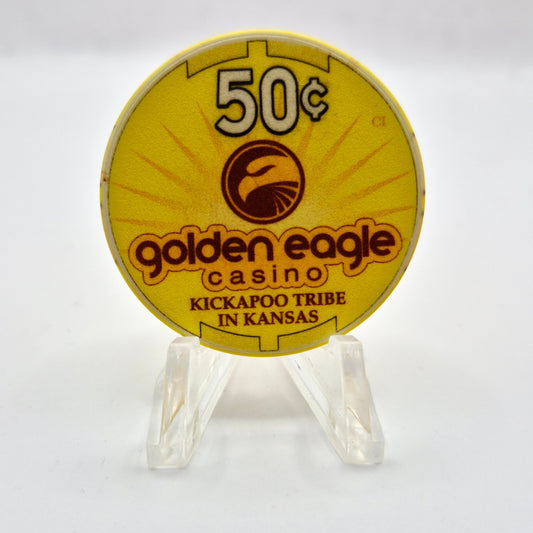 50¢
CI
golden eagle
casino
KICKAPOO TRIBE
IN KANSAS